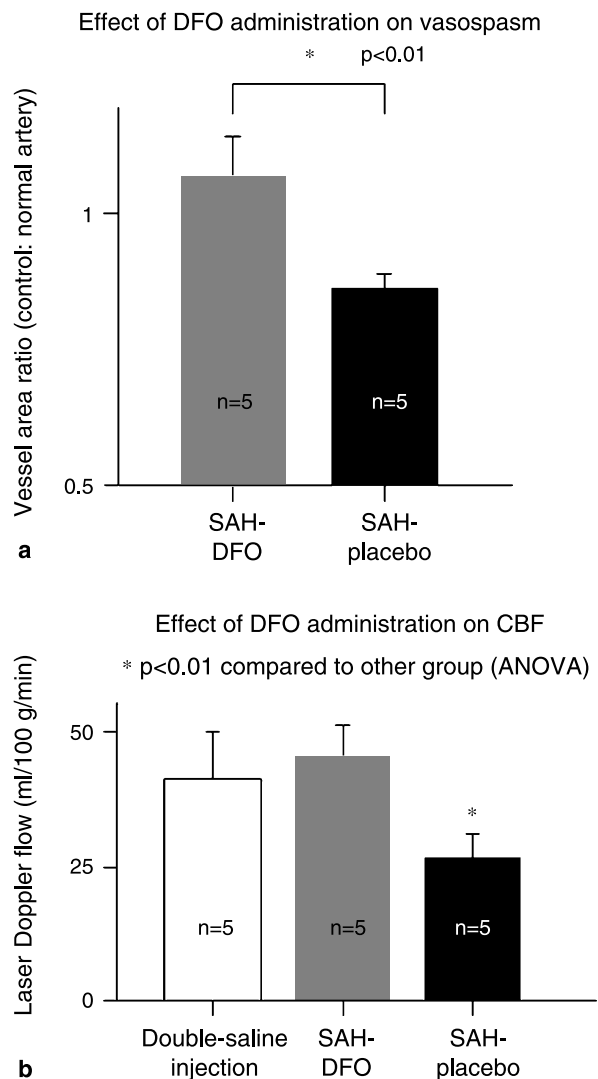 Effect of DFO administration on vasospasm
* p<0.01
Vessel area ratio (control: normal artery)
1
0.5
n=5
n=5
SAH-
DFO
SAH-
placebo
a
Effect of DFO administration on CBF
* p<0.01 compared to other group (ANOVA)
Laser Doppler flow (ml/100 g/min)
50
25
0
*
n=5
n=5
n=5
Double-saline
injection
SAH-
DFO
SAH-
placebo
b